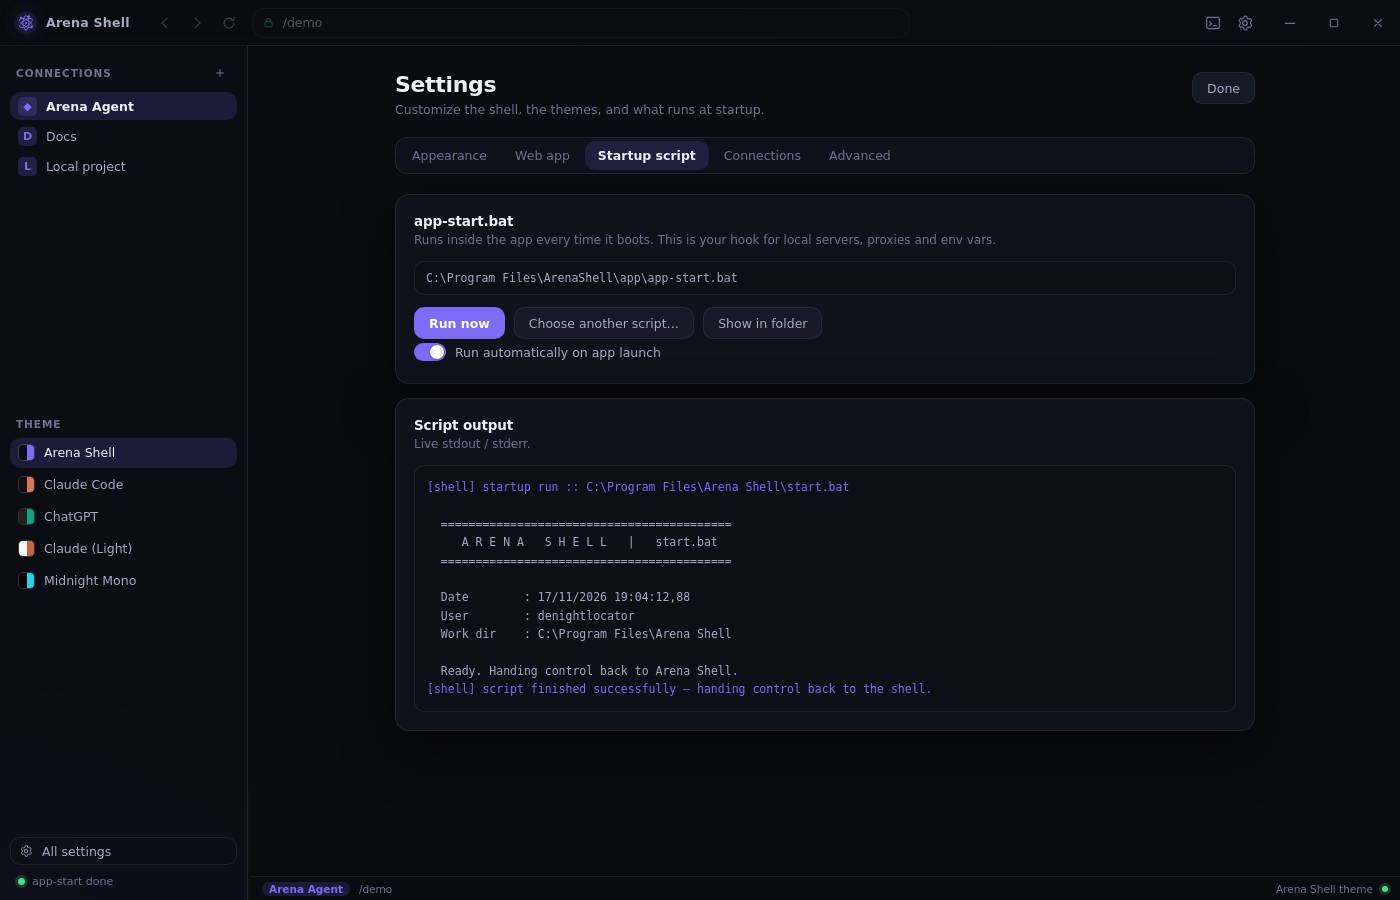 Arena Shell
/demo
CONNECTIONS
+
◆ Arena Agent
D Docs
L Local project
THEME
Arena Shell
Claude Code
ChatGPT
Claude (Light)
Midnight Mono
All settings
app-start done
Settings
Customize the shell, the themes, and what runs at startup.
Done
Appearance Web app Startup script Connections Advanced
app-start.bat
Runs inside the app every time it boots. This is your hook for local servers, proxies and env vars.
C:\Program Files\ArenaShell\app\app-start.bat
Run now Choose another script... Show in folder
Run automatically on app launch
Script output
Live stdout / stderr.
[shell] startup run :: C:\Program Files\Arena Shell\start.bat
==========================================
A R E N A   S H E L L   |   start.bat
==========================================
Date        : 17/11/2026 19:04:12,88
User        : denightlocator
Work dir    : C:\Program Files\Arena Shell
Ready. Handing control back to Arena Shell.
[shell] script finished successfully — handing control back to the shell.
Arena Agent /demo
Arena Shell theme